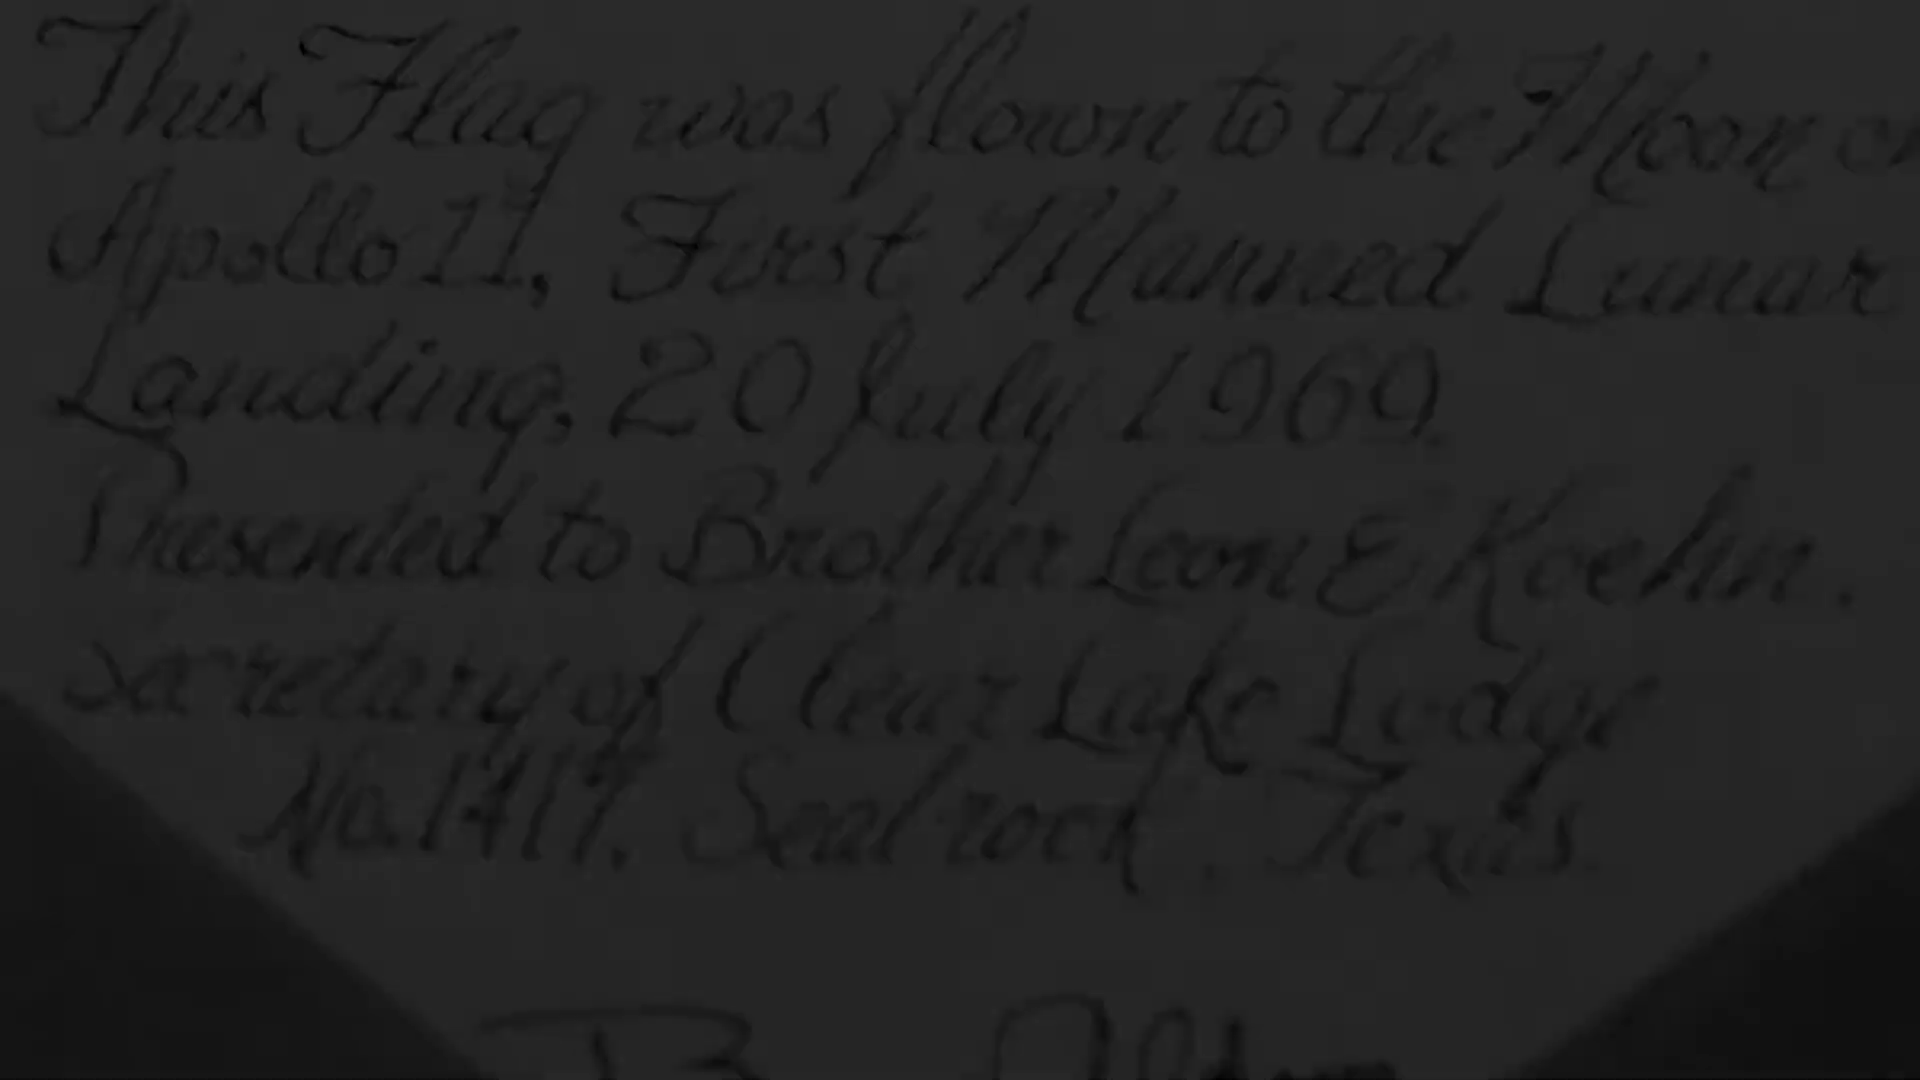 This Flag was flown to the Moon on
Apollo 11, First Manned Lunar
Landing, 20 July 1969.
Presented to Brother Leon E Koehn.
Secretary of Clear Lake Lodge
No. 1417. Seabrook, Texas.